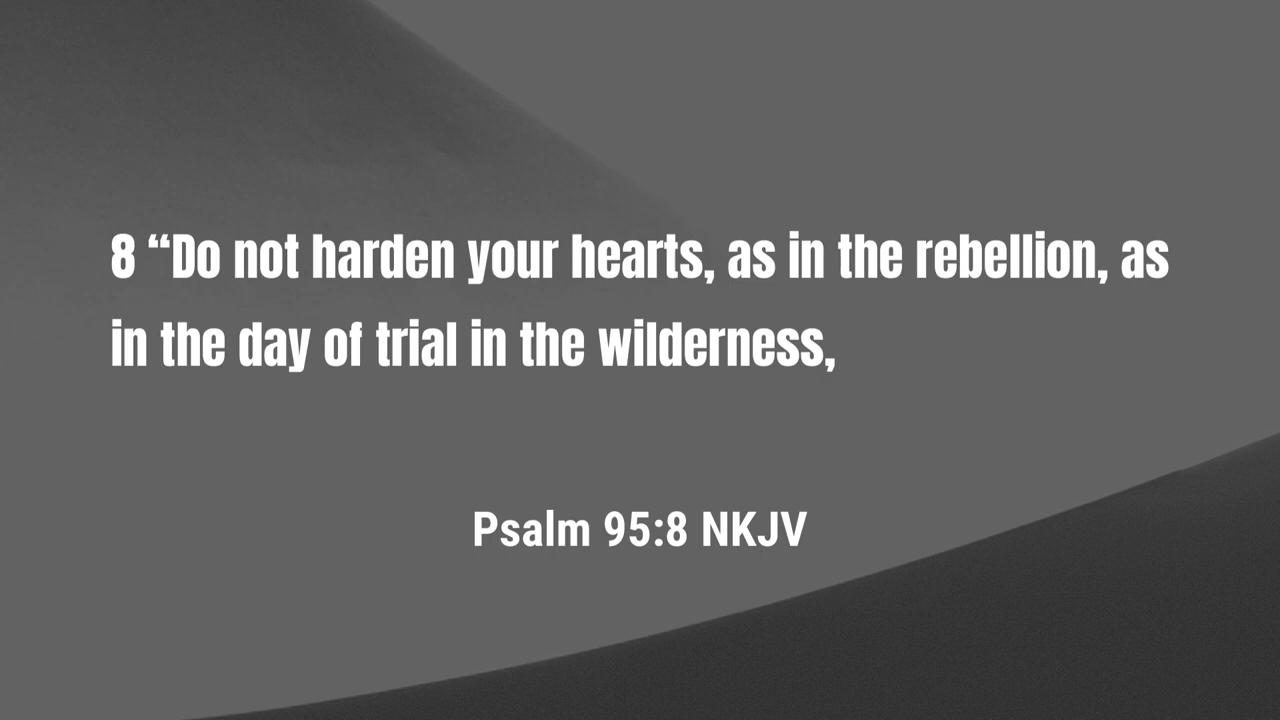 8 “Do not harden your hearts, as in the rebellion, as
in the day of trial in the wilderness,
Psalm 95:8 NKJV